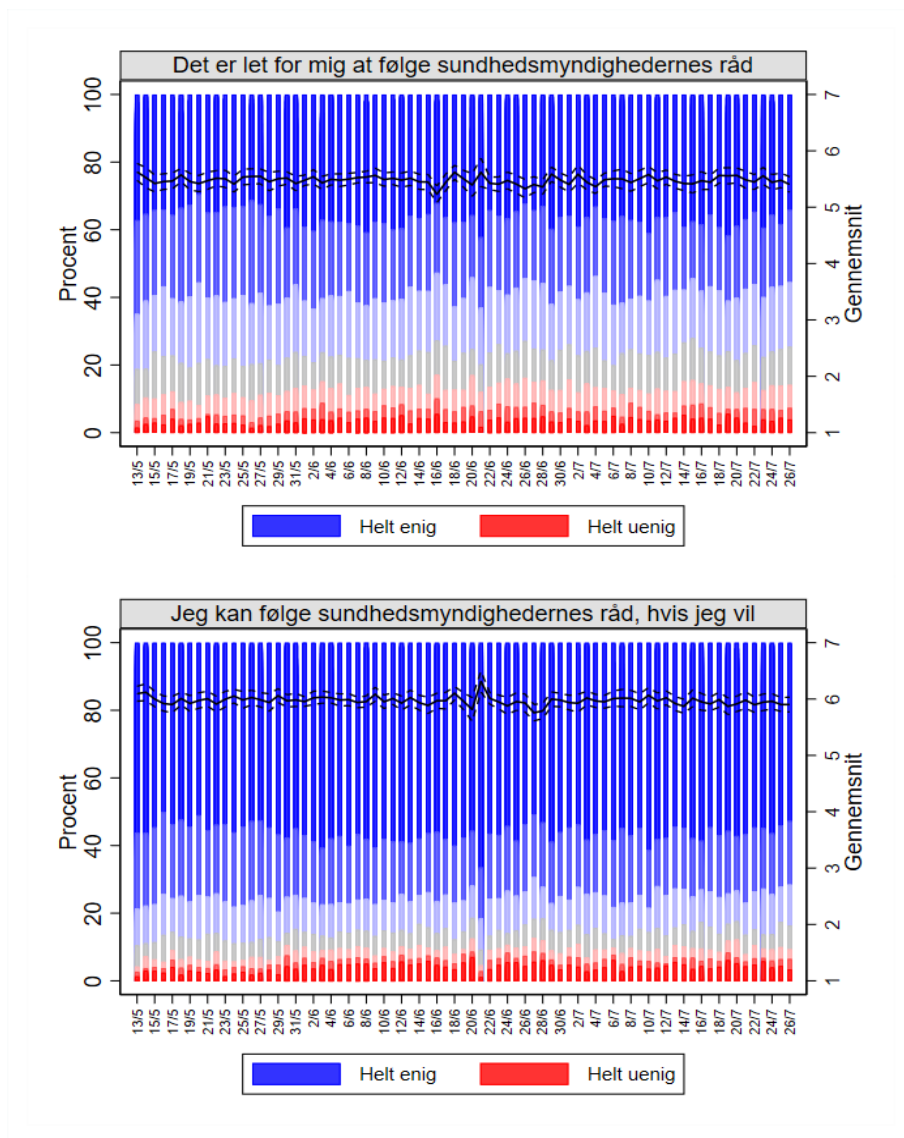 Det er let for mig at følge sundhedsmyndighedernes råd
Procent
0 20 40 60 80 100
Gennemsnit
1 2 3 4 5 6 7
13/5 15/5 17/5 19/5 21/5 23/5 25/5 27/5 29/5 31/5 2/6 4/6 6/6 8/6 10/6 12/6 14/6 16/6 18/6 20/6 22/6 24/6 26/6 28/6 30/6 2/7 4/7 6/7 8/7 10/7 12/7 14/7 16/7 18/7 20/7 22/7 24/7 26/7
Helt enig Helt uenig
Jeg kan følge sundhedsmyndighedernes råd, hvis jeg vil
Procent
0 20 40 60 80 100
Gennemsnit
1 2 3 4 5 6 7
13/5 15/5 17/5 19/5 21/5 23/5 25/5 27/5 29/5 31/5 2/6 4/6 6/6 8/6 10/6 12/6 14/6 16/6 18/6 20/6 22/6 24/6 26/6 28/6 30/6 2/7 4/7 6/7 8/7 10/7 12/7 14/7 16/7 18/7 20/7 22/7 24/7 26/7
Helt enig Helt uenig